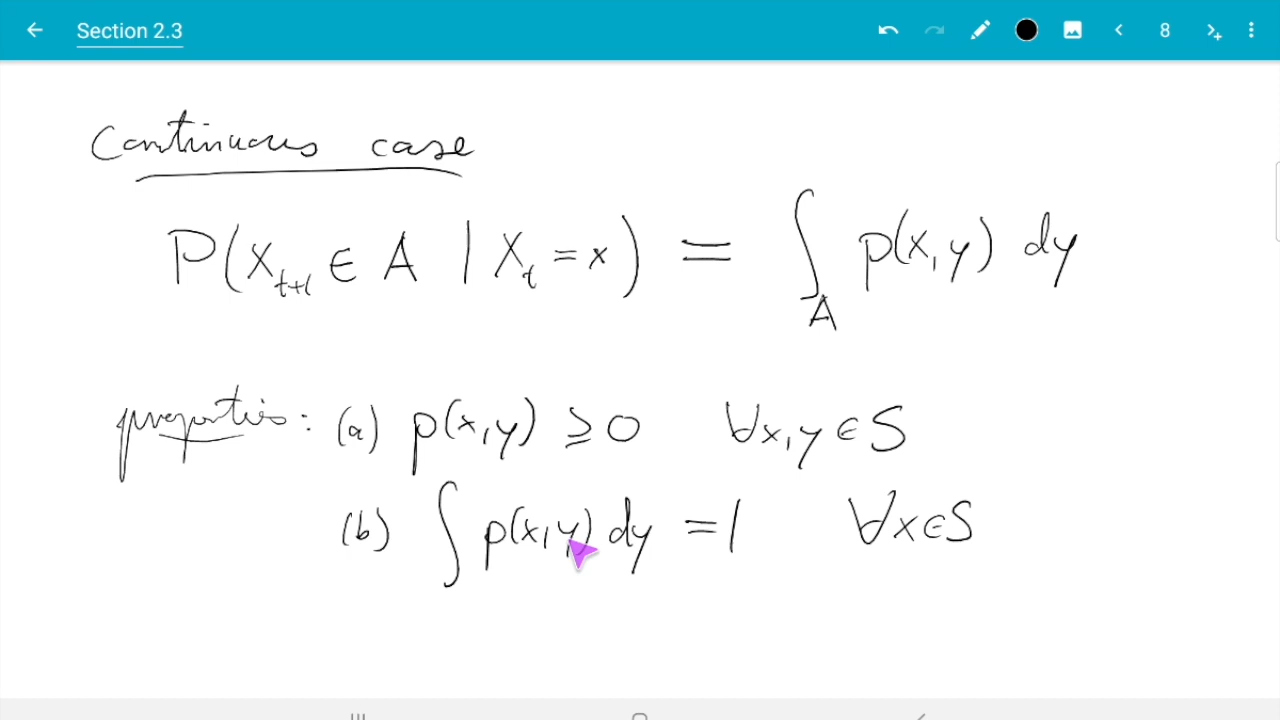 Section 2.3
8
Continuous case
P(X_{t+1} ∈ A | X_t = x) = ∫_A p(x,y) dy
properties: (a) p(x,y) ≥ 0 ∀x,y ∈ S
(b) ∫ p(x,y) dy = 1 ∀x∈S